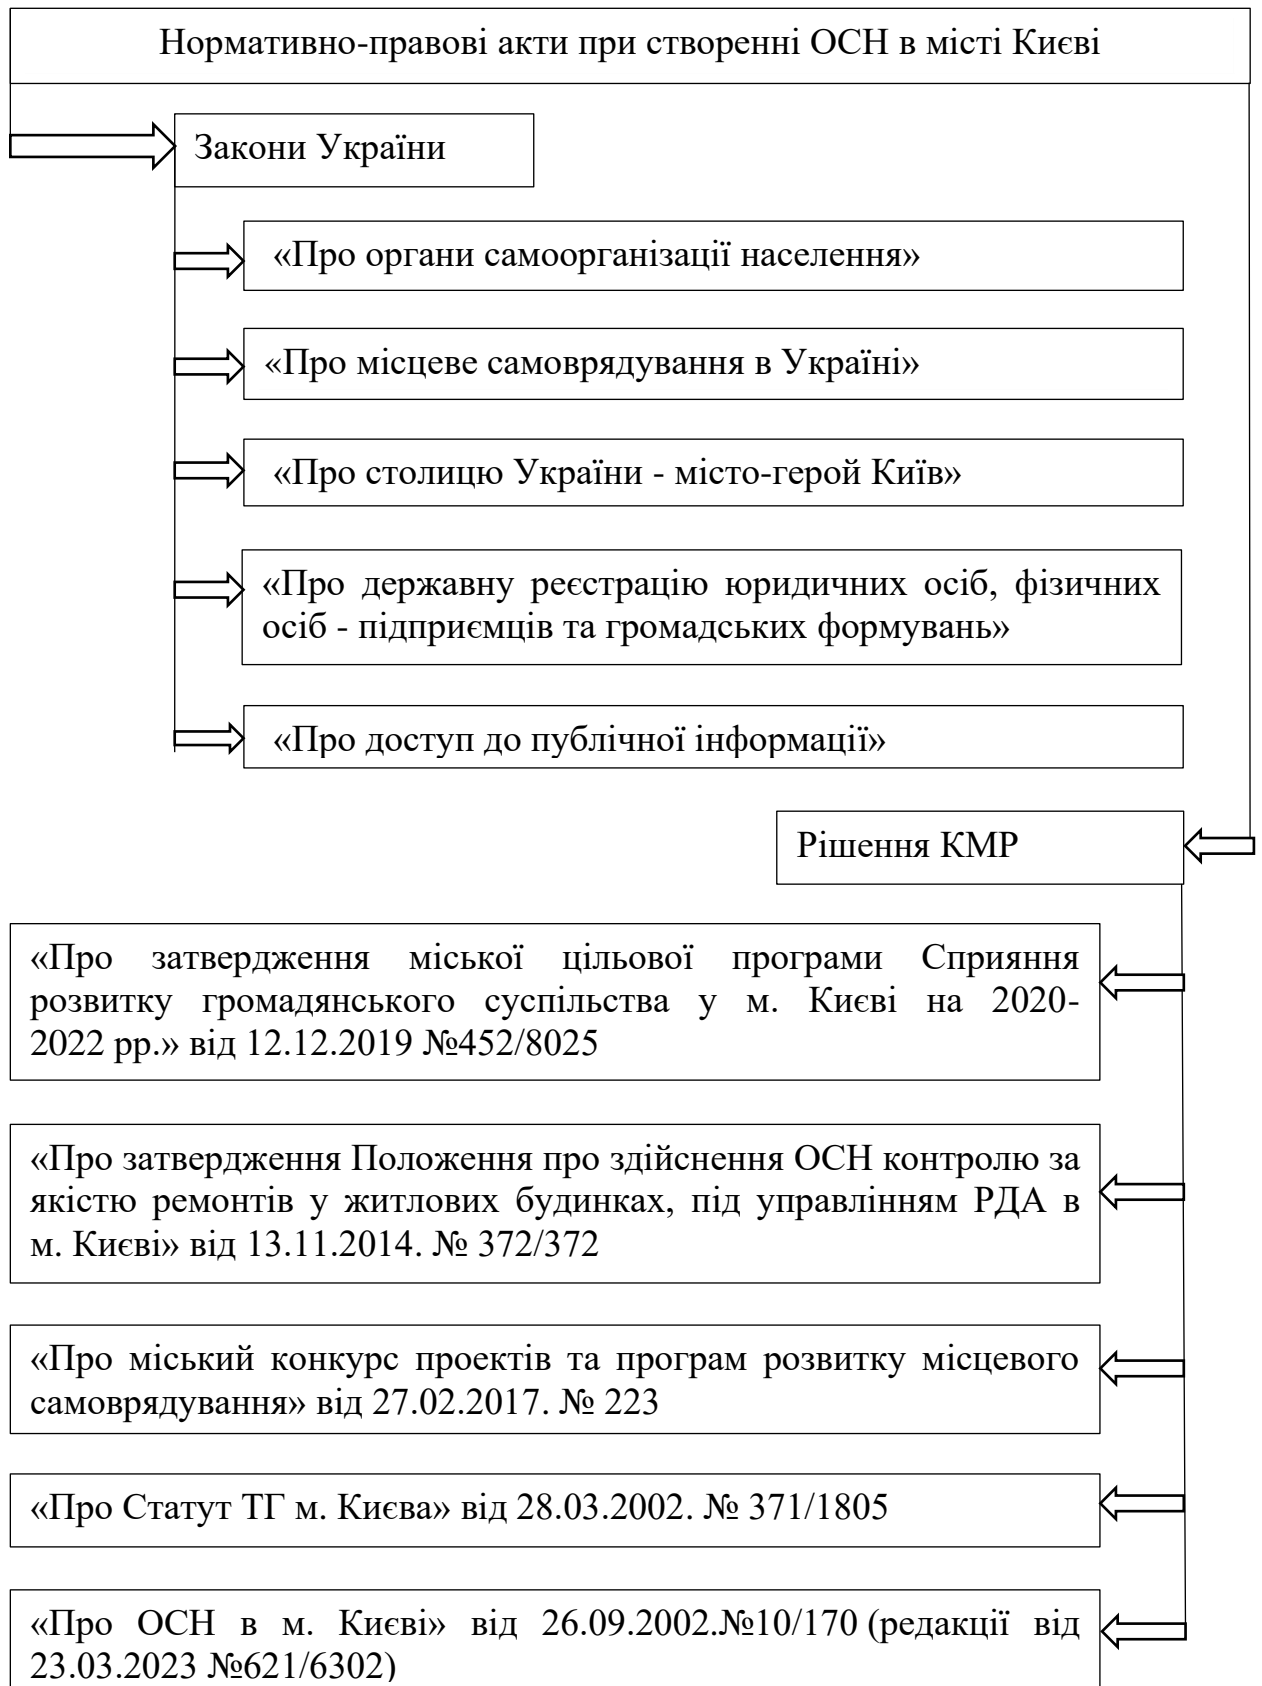 Нормативно-правові акти при створенні ОСН в місті Києві
Закони України
«Про органи самоорганізації населення»
«Про місцеве самоврядування в Україні»
«Про столицю України - місто-герой Київ»
«Про державну реєстрацію юридичних осіб, фізичних
осіб - підприємців та громадських формувань»
«Про доступ до публічної інформації»
Рішення КМР
«Про затвердження міської цільової програми Сприяння
розвитку громадянського суспільства у м. Києві на 2020-
2022 рр.» від 12.12.2019 №452/8025
«Про затвердження Положення про здійснення ОСН контролю за
якістю ремонтів у житлових будинках, під управлінням РДА в
м. Києві» від 13.11.2014. № 372/372
«Про міський конкурс проектів та програм розвитку місцевого
самоврядування» від 27.02.2017. № 223
«Про Статут ТГ м. Києва» від 28.03.2002. № 371/1805
«Про ОСН в м. Києві» від 26.09.2002.№10/170 (редакції від
23.03.2023 №621/6302)